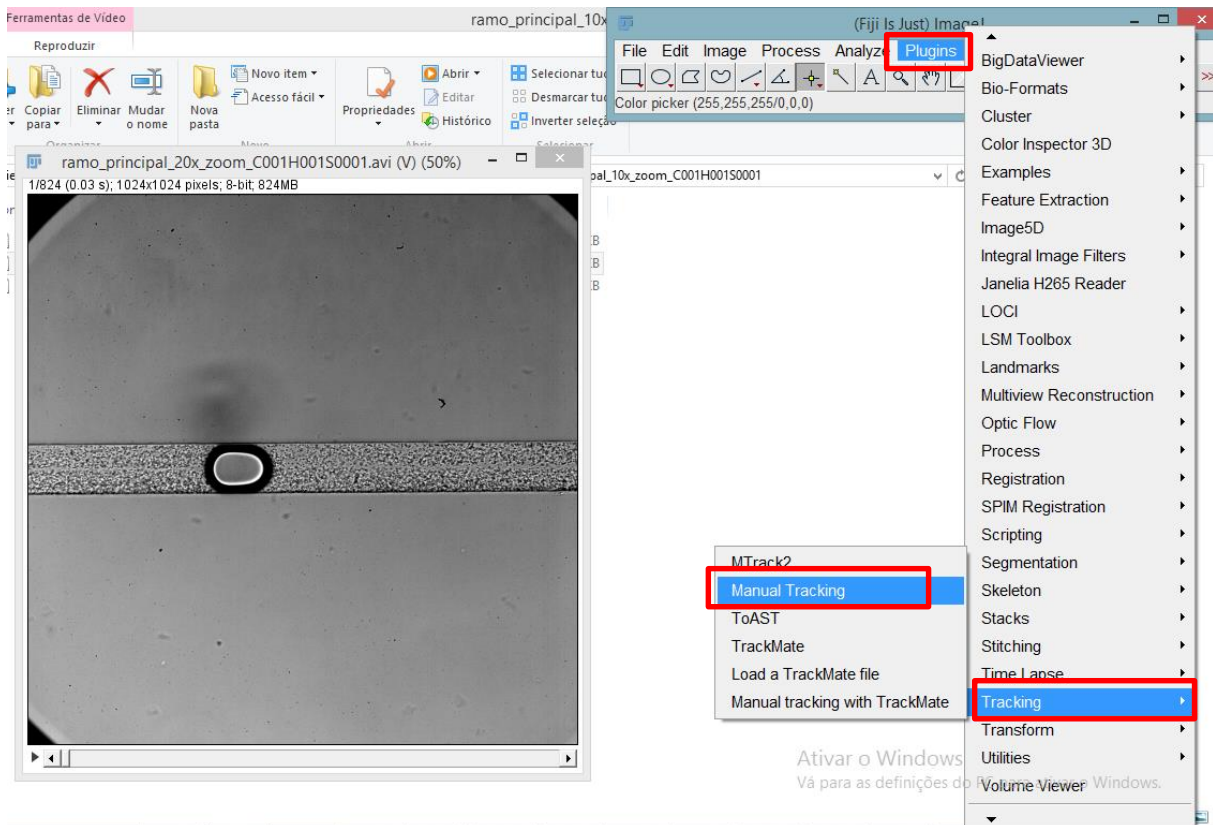 Ferramentas de Vídeo
ramo_principal_10x
Reproduzir
Copiar para
Eliminar
Mudar o nome
Nova pasta
Novo item
Acesso fácil
Propriedades
Abrir
Editar
Histórico
Selecionar
Desmarcar
Inverter seleção
(Fiji Is Just) ImageJ
File Edit Image Process Analyze Plugins
Color picker (255,255,255/0,0,0)
ramo_principal_20x_zoom_C001H001S0001.avi (V) (50%)
1/824 (0.03 s); 1024x1024 pixels; 8-bit; 824MB
pal_10x_zoom_C001H001S0001
BigDataViewer
Bio-Formats
Cluster
Color Inspector 3D
Examples
Feature Extraction
Image5D
Integral Image Filters
Janelia H265 Reader
LOCI
LSM Toolbox
Landmarks
Multiview Reconstruction
Optic Flow
Process
Registration
SPIM Registration
Scripting
Segmentation
Skeleton
Stacks
Stitching
Time Lapse
Tracking
Transform
Utilities
Volume Viewer
MTrack2
Manual Tracking
ToAST
TrackMate
Load a TrackMate file
Manual tracking with TrackMate
Ativar o Windows
Vá para as definições do PC para ativar o Windows.